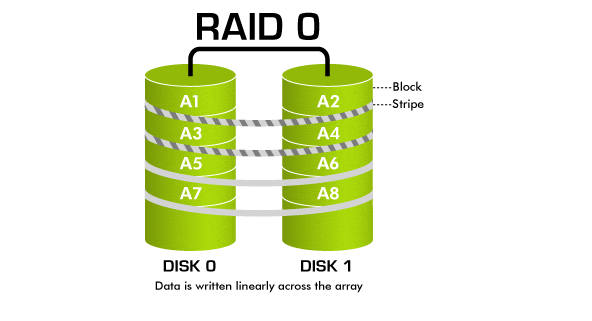 RAID 0
A1 A2
Block
Stripe
A3 A4
A5 A6
A7 A8
DISK 0 DISK 1
Data is written linearly across the array